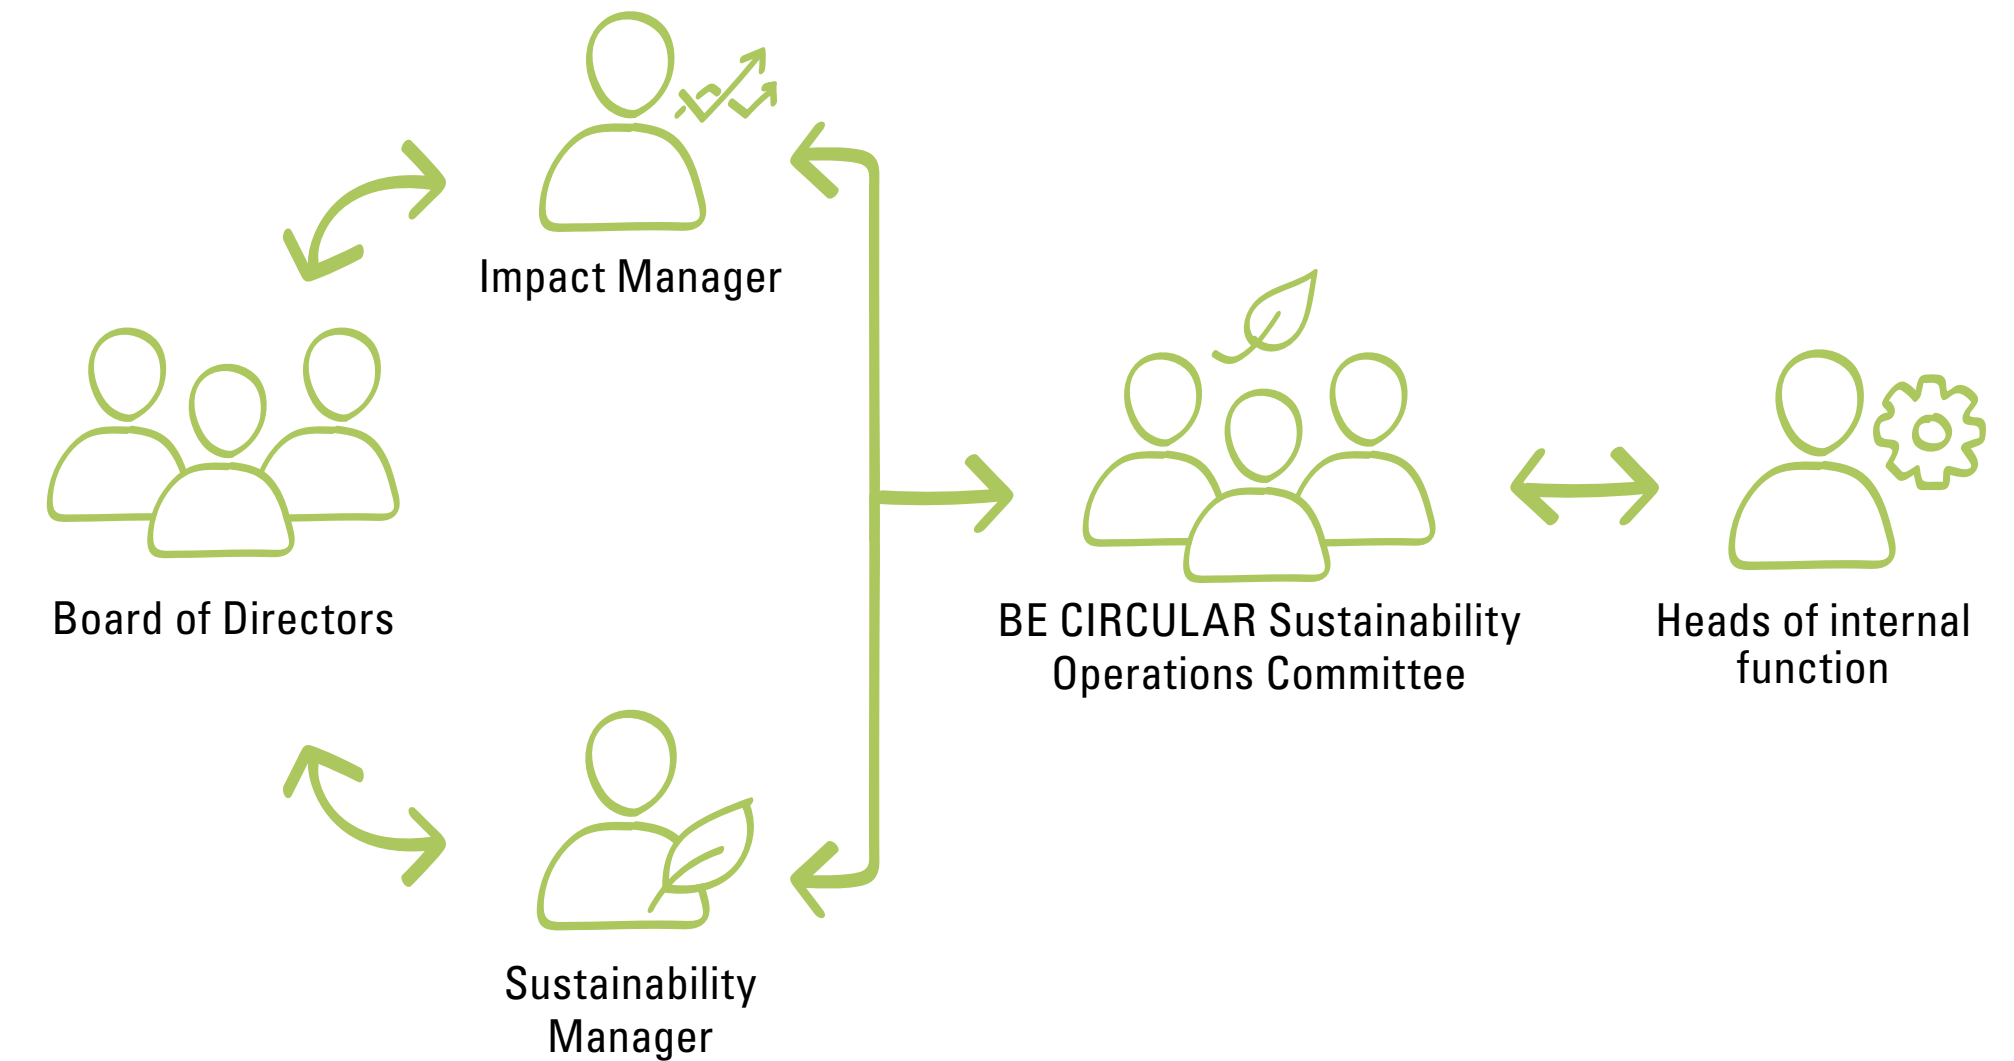 Impact Manager
Board of Directors
BE CIRCULAR Sustainability
Operations Committee
Heads of internal
function
Sustainability
Manager